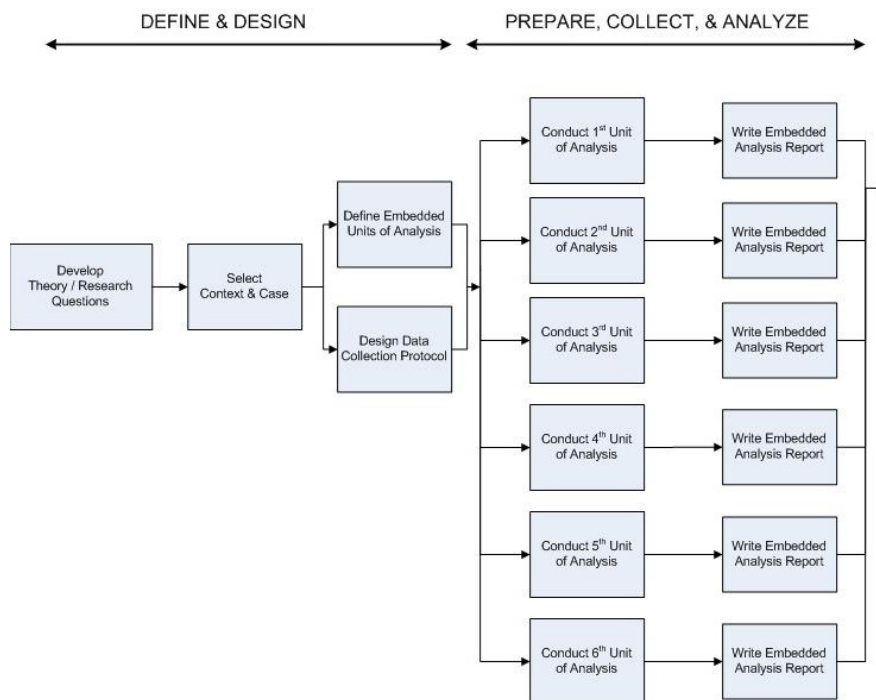 DEFINE & DESIGN
PREPARE, COLLECT, & ANALYZE
Develop
Theory / Research
Questions
Select
Context & Case
Define Embedded
Units of Analysis
Design Data
Collection Protocol
Conduct 1st Unit
of Analysis
Write Embedded
Analysis Report
Conduct 2nd Unit
of Analysis
Write Embedded
Analysis Report
Conduct 3rd Unit
of Analysis
Write Embedded
Analysis Report
Conduct 4th Unit
of Analysis
Write Embedded
Analysis Report
Conduct 5th Unit
of Analysis
Write Embedded
Analysis Report
Conduct 6th Unit
of Analysis
Write Embedded
Analysis Report